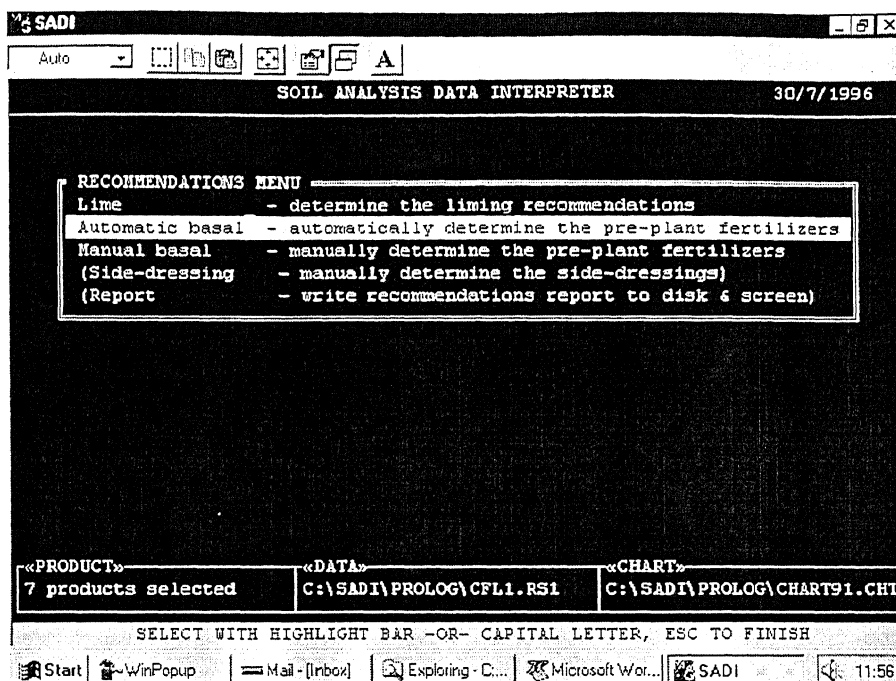 SADI
Auto A
SOIL ANALYSIS DATA INTERPRETER 30/7/1996
RECOMMENDATIONS MENU
Lime - determine the liming recommendations
Automatic basal - automatically determine the pre-plant fertilizers
Manual basal - manually determine the pre-plant fertilizers
(Side-dressing - manually determine the side-dressings)
(Report - write recommendations report to disk & screen)
«PRODUCT» «DATA» «CHART»
7 products selected C:\SADI\PROLOG\CFL1.RS1 C:\SADI\PROLOG\CHART91.CHT
SELECT WITH HIGHLIGHT BAR -OR- CAPITAL LETTER, ESC TO FINISH
Start WinPopup Mail - [Inbox] Exploring - C:... Microsoft Wor... SADI 11:56